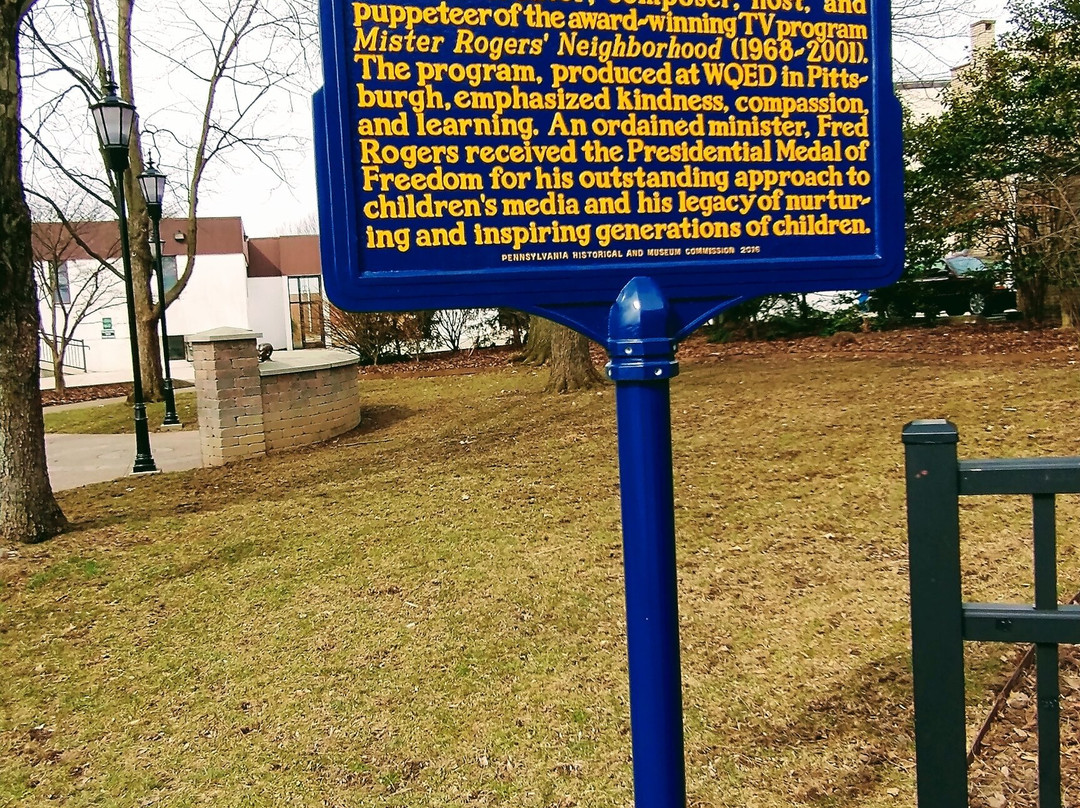 composer, host, and
puppeteer of the award-winning TV program
Mister Rogers' Neighborhood (1968-2001).
The program, produced at WQED in Pitts-
burgh, emphasized kindness, compassion,
and learning. An ordained minister, Fred
Rogers received the Presidential Medal of
Freedom for his outstanding approach to
children's media and his legacy of nurtur-
ing and inspiring generations of children.
PENNSYLVANIA HISTORICAL AND MUSEUM COMMISSION 2016